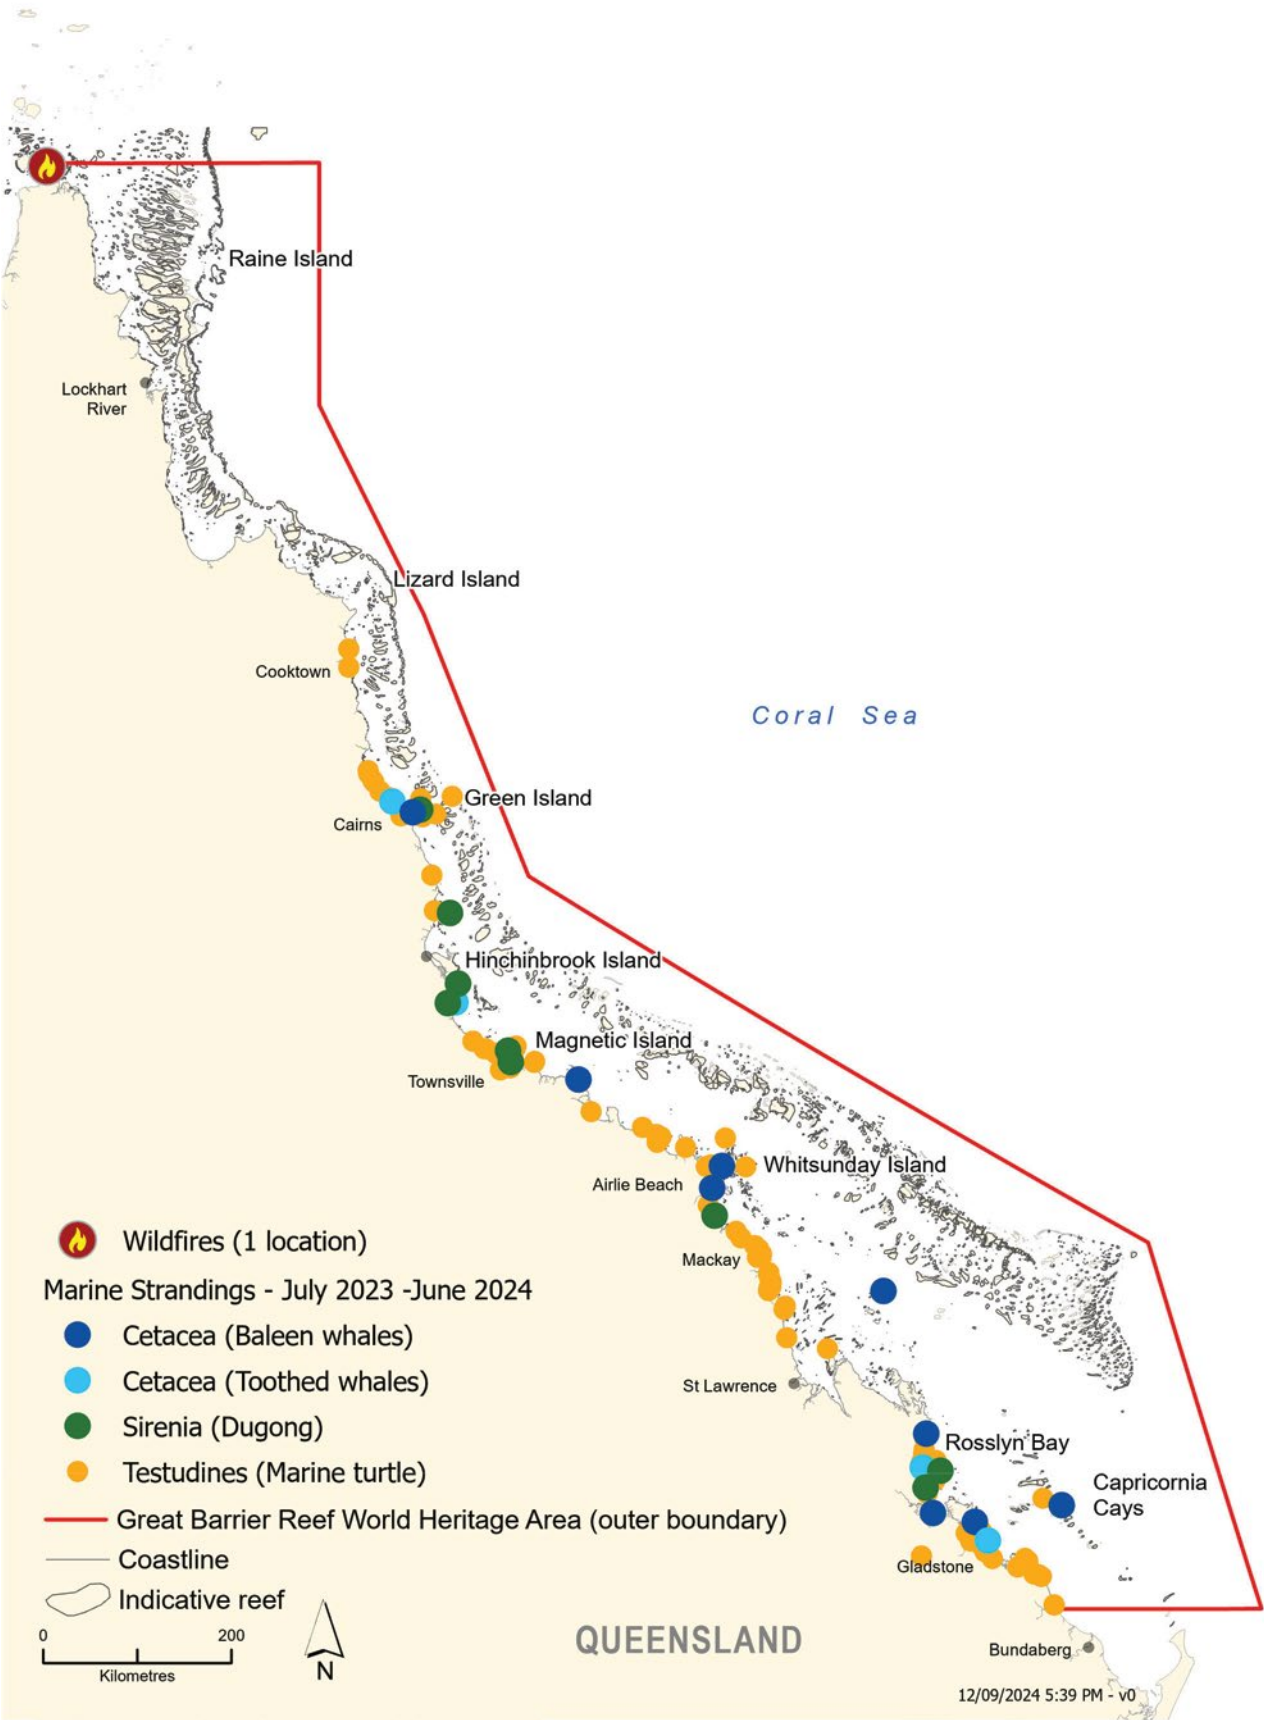 Raine Island
Lockhart
River
Lizard Island
Cooktown
Coral Sea
Green Island
Cairns
Hinchinbrook Island
Magnetic Island
Townsville
Whitsunday Island
Airlie Beach
Mackay
St Lawrence
Rosslyn Bay
Capricornia
Cays
Gladstone
Bundaberg
QUEENSLAND
Wildfires (1 location)
Marine Strandings - July 2023 -June 2024
Cetacea (Baleen whales)
Cetacea (Toothed whales)
Sirenia (Dugong)
Testudines (Marine turtle)
Great Barrier Reef World Heritage Area (outer boundary)
Coastline
Indicative reef
0 200
Kilometres
N
12/09/2024 5:39 PM - v0